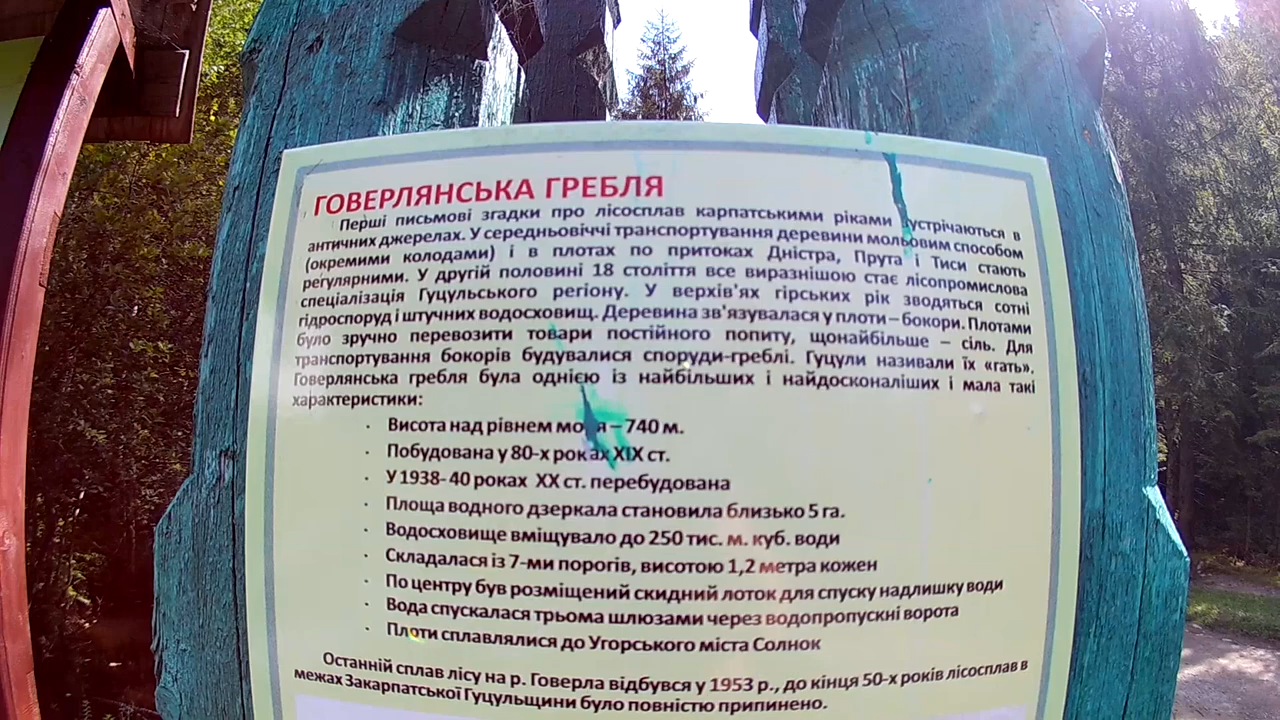 ГОВЕРЛЯНСЬКА ГРЕБЛЯ
Перші письмові згадки про лісосплав карпатськими ріками зустрічаються в
античних джерелах. У середньовіччі транспортування деревини мольовим способом
(окремими колодами) і в плотах по притоках Дністра, Прута і Тиси стають
регулярними. У другій половині 18 століття все виразнішою стає лісопромислова
спеціалізація Гуцульського регіону. У верхів'ях гірських рік зводяться сотні
гідроспоруд і штучних водосховищ. Деревина зв'язувалася у плоти – бокори. Плотами
було зручно перевозити товари постійного попиту, щонайбільше – сіль. Для
транспортування бокорів будувалися споруди-греблі. Гуцули називали їх «гать».
Говерлянська гребля була однією із найбільших і найдосконаліших і мала такі
характеристики:
· Висота над рівнем моря – 740 м.
· Побудована у 80-х роках XIX ст.
· У 1938- 40 роках XX ст. перебудована
· Площа водного дзеркала становила близько 5 га.
· Водосховище вміщувало до 250 тис. м. куб. води
· Складалася із 7-ми порогів, висотою 1,2 метра кожен
· По центру був розміщений скидний лоток для спуску надлишку води
· Вода спускалася трьома шлюзами через водопропускні ворота
· Плоти сплавлялися до Угорського міста Солнок
Останній сплав лісу на р. Говерла відбувся у 1953 р., до кінця 50-х років лісосплав в
межах Закарпатської Гуцульщини було повністю припинено.